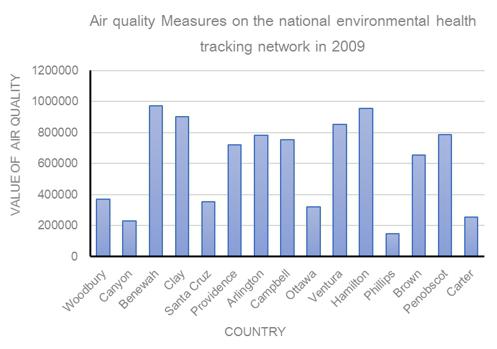 Air quality Measures on the national environmental health
tracking network in 2009
VALUE OF AIR QUALITY
1200000
1000000
800000
600000
400000
200000
0
Woodbury
Canyon
Benewah
Clay
Santa Cruz
Providence
Arlington
Campbell
Ottawa
Ventura
Hamilton
Phillips
Brown
Penobscot
Carter
COUNTRY